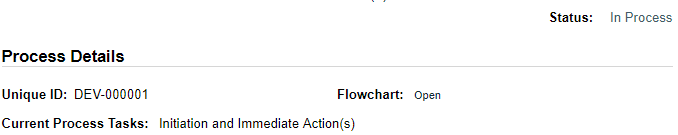 Status: In Process
Process Details
Unique ID: DEV-000001 Flowchart: Open
Current Process Tasks: Initiation and Immediate Action(s)